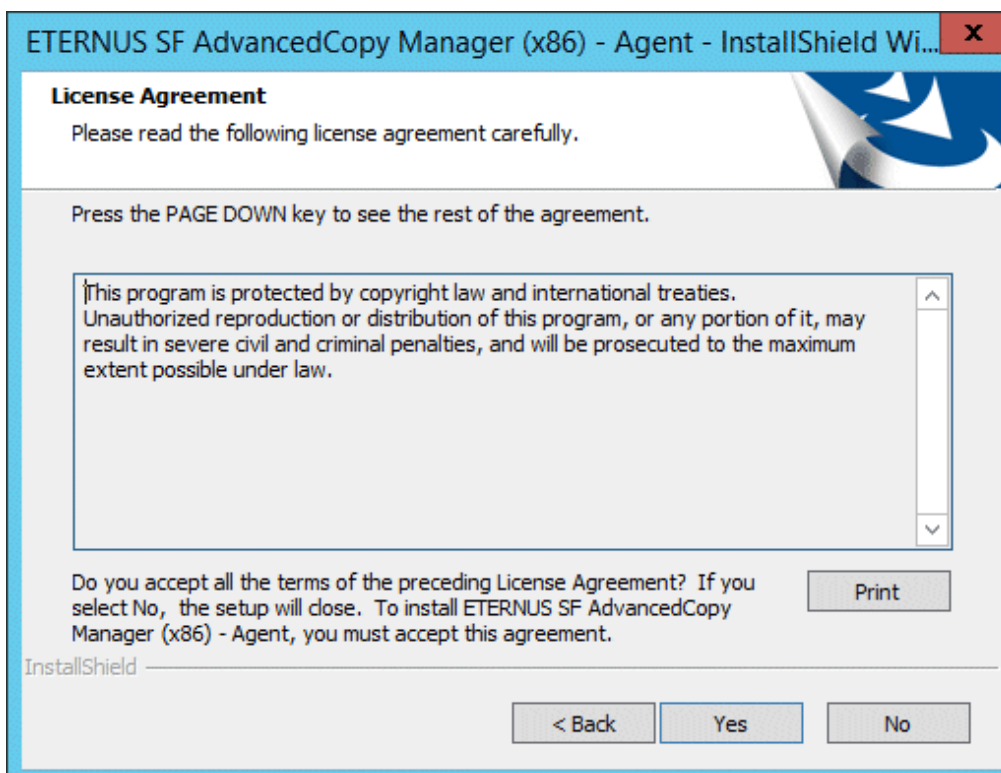 ETERNUS SF AdvancedCopy Manager (x86) - Agent - InstallShield Wi...
x
License Agreement
Please read the following license agreement carefully.
Press the PAGE DOWN key to see the rest of the agreement.
This program is protected by copyright law and international treaties.
Unauthorized reproduction or distribution of this program, or any portion of it, may
result in severe civil and criminal penalties, and will be prosecuted to the maximum
extent possible under law.
Do you accept all the terms of the preceding License Agreement?  If you
select No,  the setup will close.  To install ETERNUS SF AdvancedCopy
Manager (x86) - Agent, you must accept this agreement.
Print
InstallShield
< Back
Yes
No